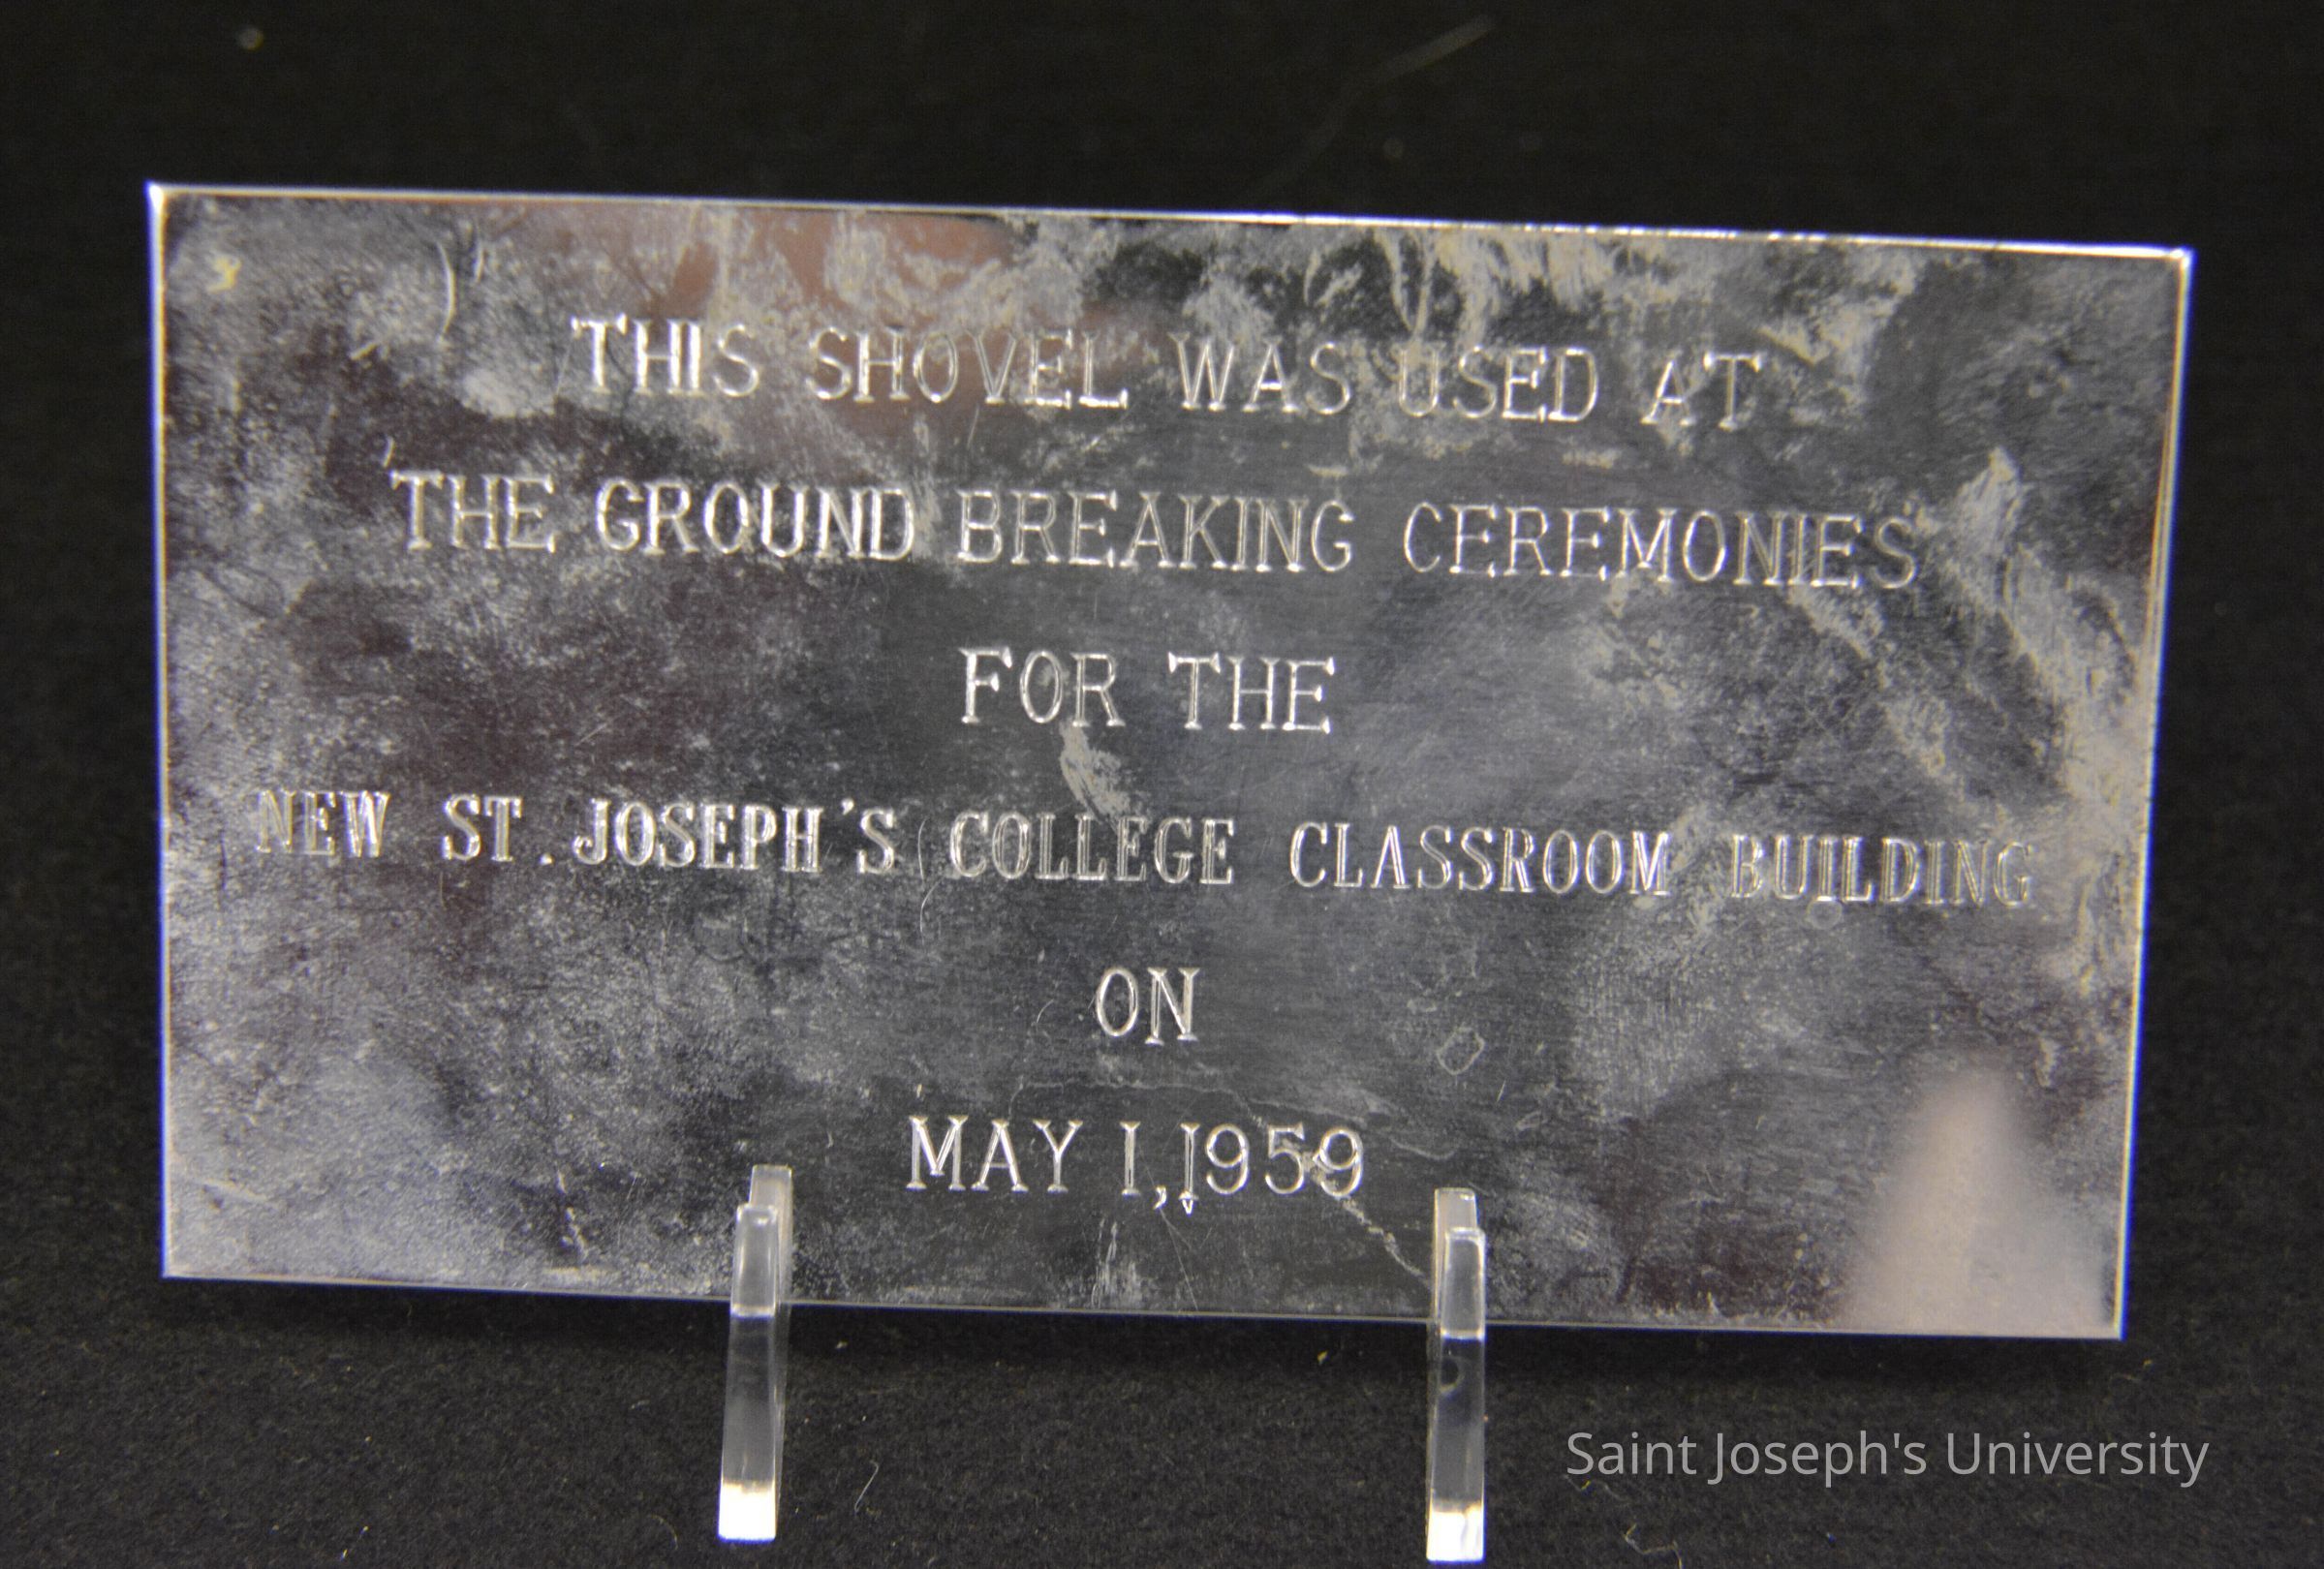 THIS SHOVEL WAS USED AT
THE GROUND BREAKING CEREMONIES
FOR THE
NEW ST. JOSEPH'S COLLEGE CLASSROOM BUILDING
ON
MAY 1, 1959
Saint Joseph's University